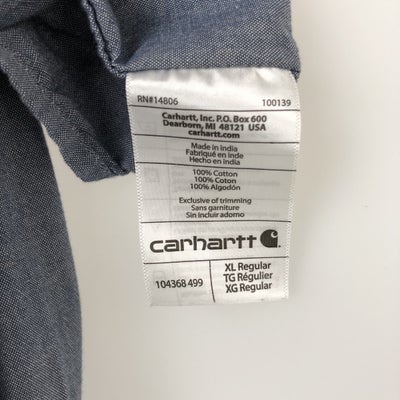 RN#14806 100139
Carhartt, Inc. P.O. Box 600
Dearborn, MI 48121 USA
www.carhartt.com
Made in india
Fabriqué en inde
Hecho en india
100% Cotton
100% Coton
100% Algodón
Exclusive of trimming
Sans garniture
Sin incluir adorno
carhartt
104368 499
XL Regular
TG Régulier
XG Regular